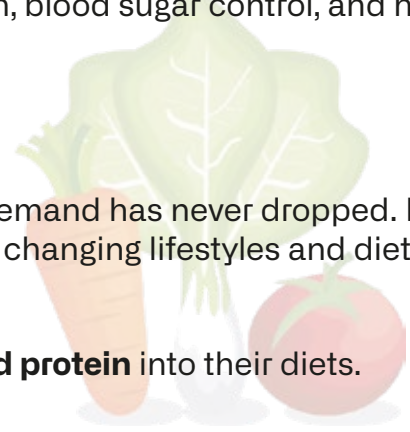 , blood sugar control, and
emand has never dropped.
changing lifestyles and diet
d protein into their diets.